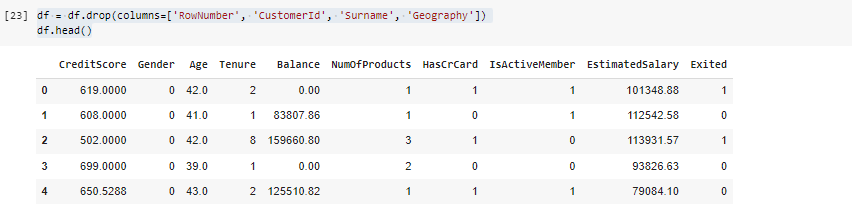 [23] df = df.drop(columns=['RowNumber', 'CustomerId', 'Surname', 'Geography'])
df.head()
CreditScore Gender Age Tenure Balance NumOfProducts HasCrCard IsActiveMember EstimatedSalary Exited
0 619.0000 0 42.0 2 0.00 1 1 1 101348.88 1
1 608.0000 0 41.0 1 83807.86 1 0 1 112542.58 0
2 502.0000 0 42.0 8 159660.80 3 1 0 113931.57 1
3 699.0000 0 39.0 1 0.00 2 0 0 93826.63 0
4 650.5288 0 43.0 2 125510.82 1 1 1 79084.10 0